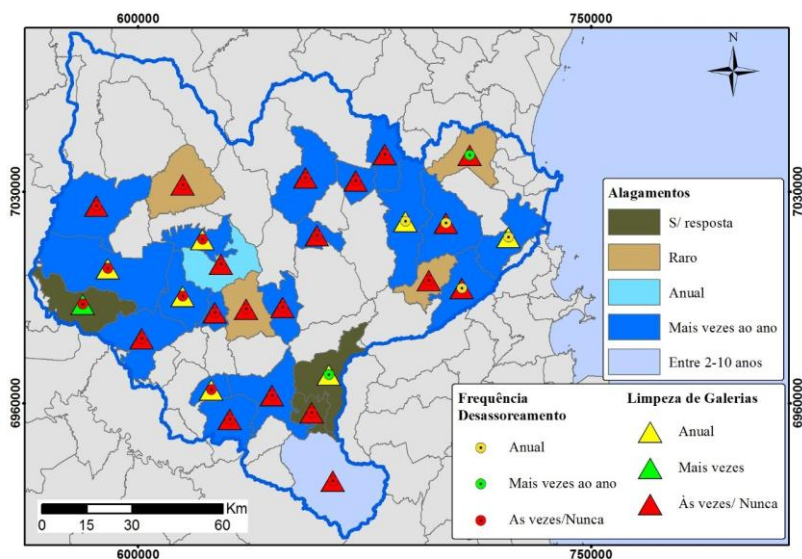 600000
750000
N
7030000
7030000
6960000
6960000
Alagamentos
S/ resposta
Raro
Anual
Mais vezes ao ano
Entre 2-10 anos
Frequência
Desassoreamento
Anual
Mais vezes ao ano
As vezes/Nunca
Limpeza de Galerias
Anual
Mais vezes
Às vezes/ Nunca
Km
0 15 30 60
600000
750000